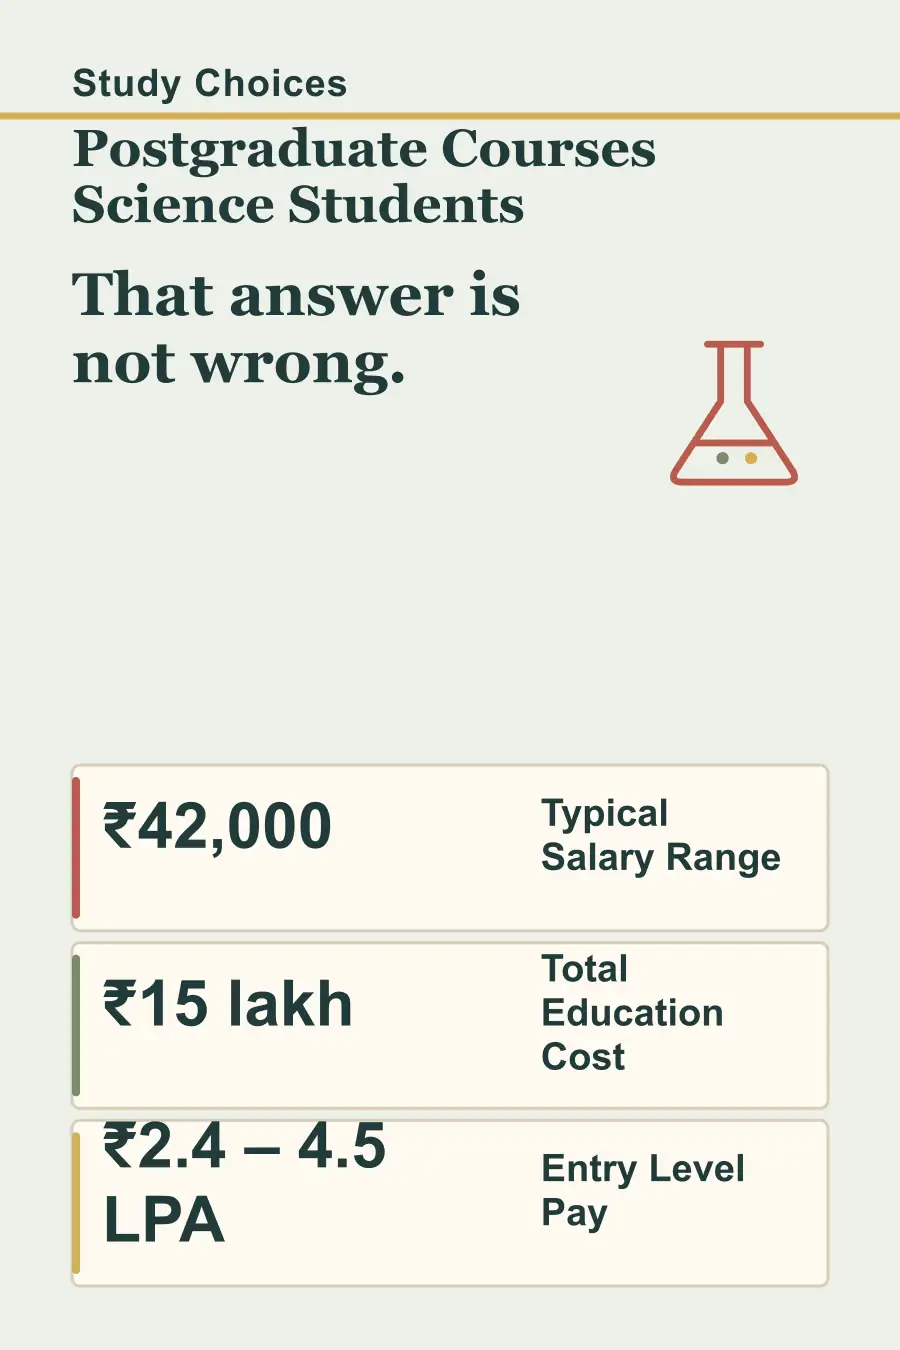 Study Choices
Postgraduate Courses
Science Students
That answer is
not wrong.
₹42,000
Typical
Salary Range
₹15 lakh
Total
Education
Cost
₹2.4 – 4.5
LPA
Entry Level
Pay